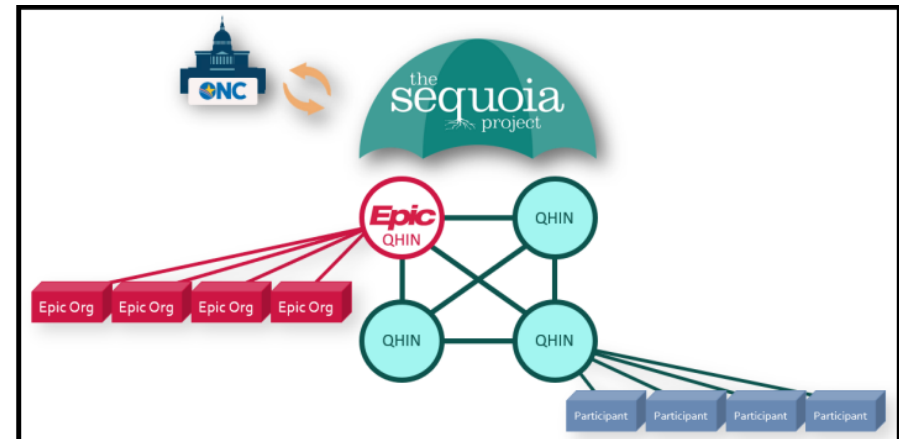 ONC
the
sequoia
project
Epic
QHIN
QHIN
Epic Org
Epic Org
Epic Org
Epic Org
QHIN
QHIN
Participant
Participant
Participant
Participant